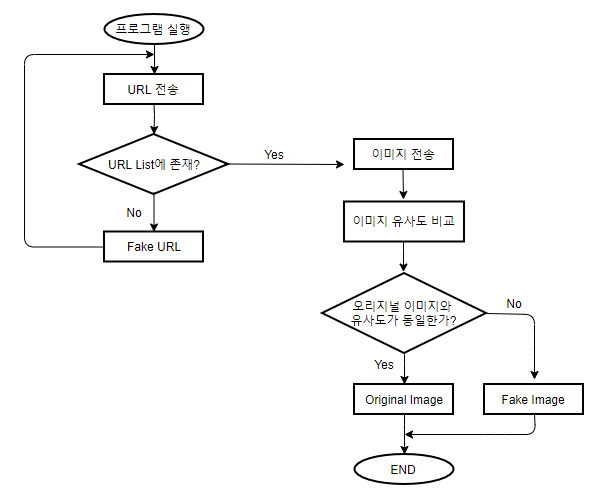 프로그램 실행
URL 전송
URL List에 존재?
Yes
No
Fake URL
이미지 전송
이미지 유사도 비교
오리지널 이미지와
유사도가 동일한가?
No
Yes
Original Image
Fake Image
END